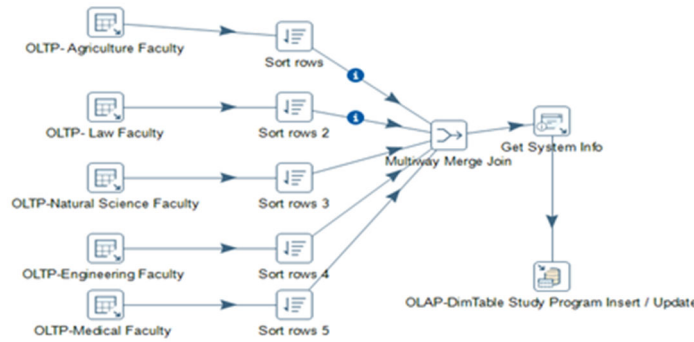 OLTP- Agriculture Faculty
Sort rows
OLTP- Law Faculty
Sort rows 2
Multiway Merge Join
Get System Info
OLTP-Natural Science Faculty
Sort rows 3
OLTP-Engineering Faculty
Sort rows 4
OLAP-DimTable Study Program Insert / Update
OLTP-Medical Faculty
Sort rows 5